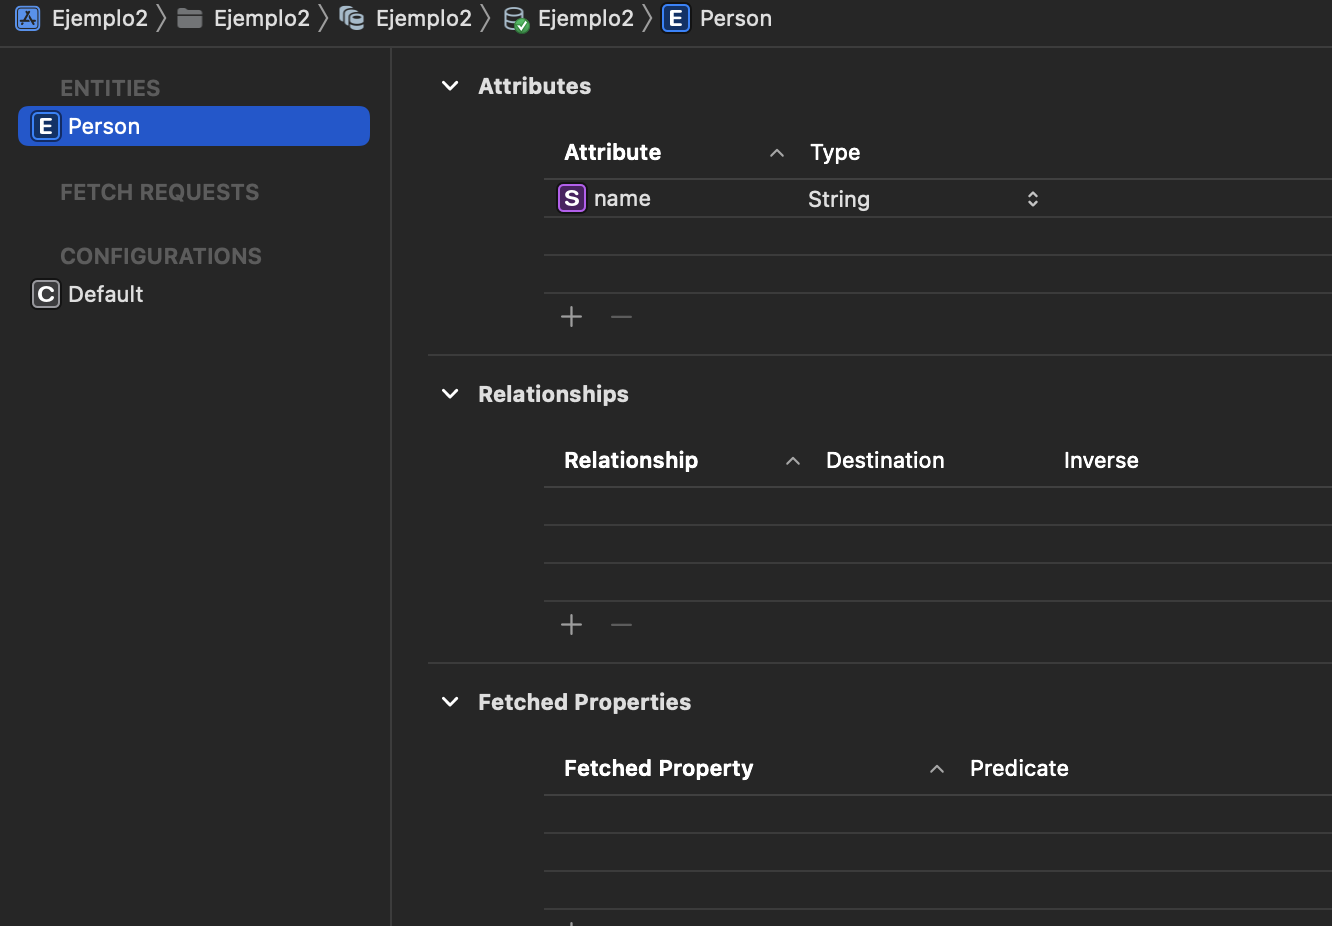 Ejemplo2 Ejemplo2 Ejemplo2 Ejemplo2 E Person
ENTITIES
E Person
FETCH REQUESTS
CONFIGURATIONS
C Default
Attributes
Attribute Type
S name String
Relationships
Relationship Destination Inverse
Fetched Properties
Fetched Property Predicate